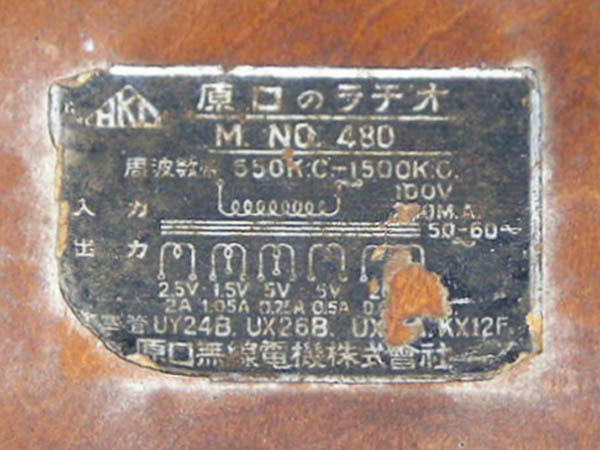 原口のラヂオ
M. NO. 480
周波数 550K.C.-1500K.C.
100V
入力 M.A.
50-60~
出力
2.5V 1.5V 5V 5V
2A 1.05A 0.25A 0.5A
管 UY24B. UX26B. KX12F.
原口無線電機株式會社